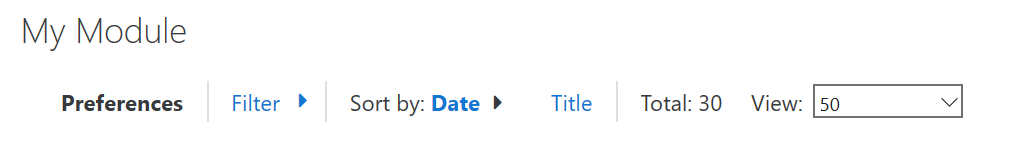 My Module
Preferences Filter Sort by: Date Title Total: 30 View: 50